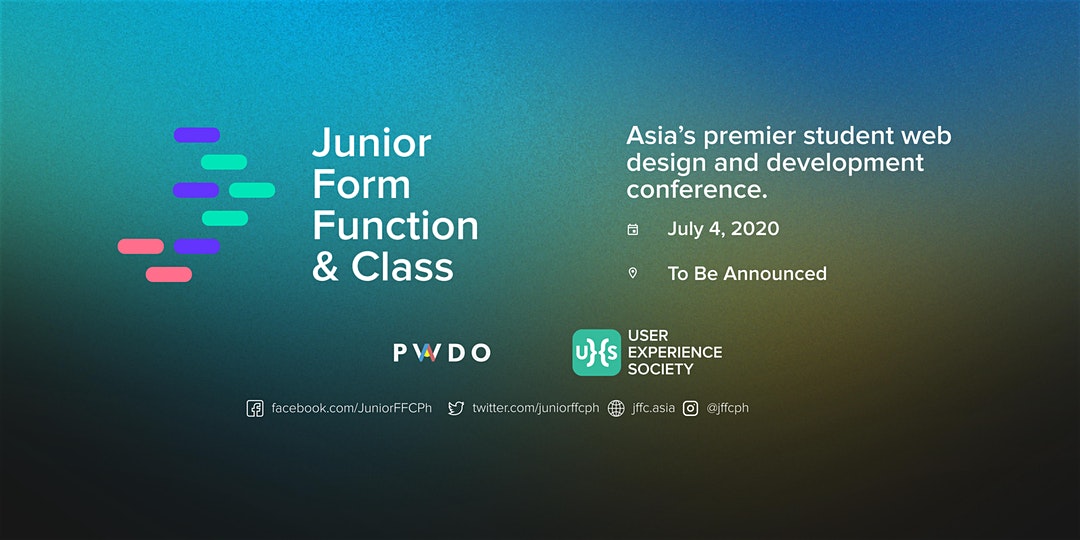 Junior
Form
Function
& Class
Asia's premier student web
design and development
conference.
July 4, 2020
To Be Announced
PWDO
U}{S
USER
EXPERIENCE
SOCIETY
facebook.com/JuniorFFCPh
twitter.com/juniorffcph
jffc.asia
@jffcph